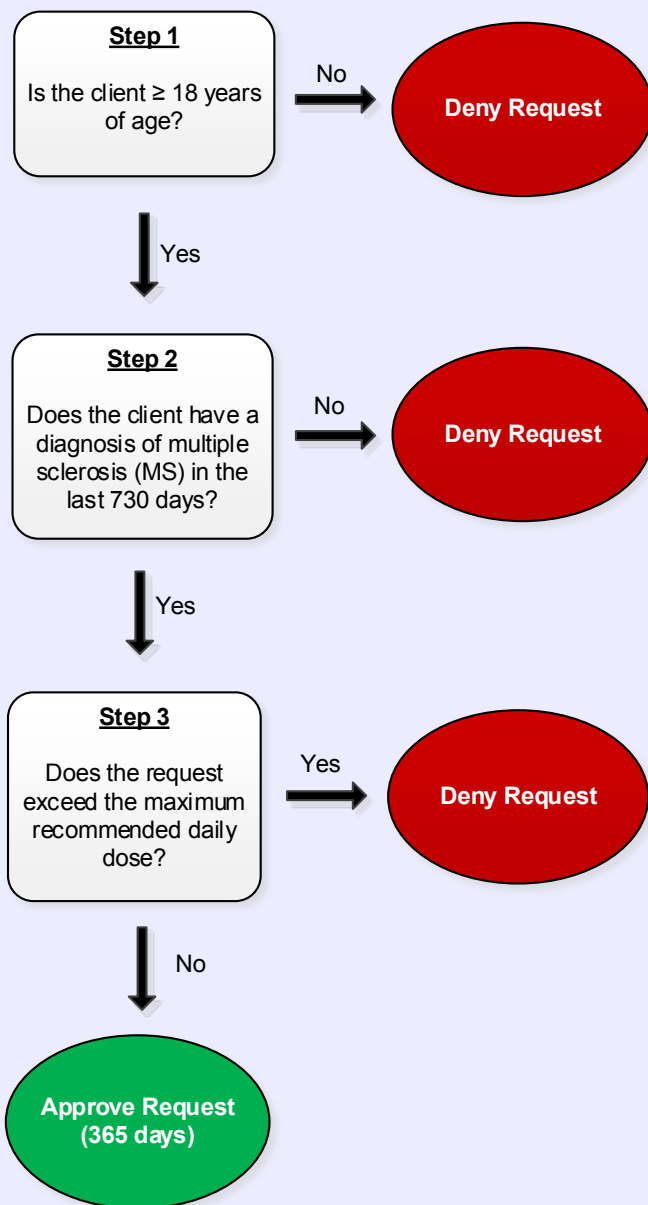 Step 1
Is the client ≥ 18 years
of age?
No
Deny Request
Yes
Step 2
Does the client have a
diagnosis of multiple
sclerosis (MS) in the
last 730 days?
No
Deny Request
Yes
Step 3
Does the request
exceed the maximum
recommended daily
dose?
Yes
Deny Request
No
Approve Request
(365 days)